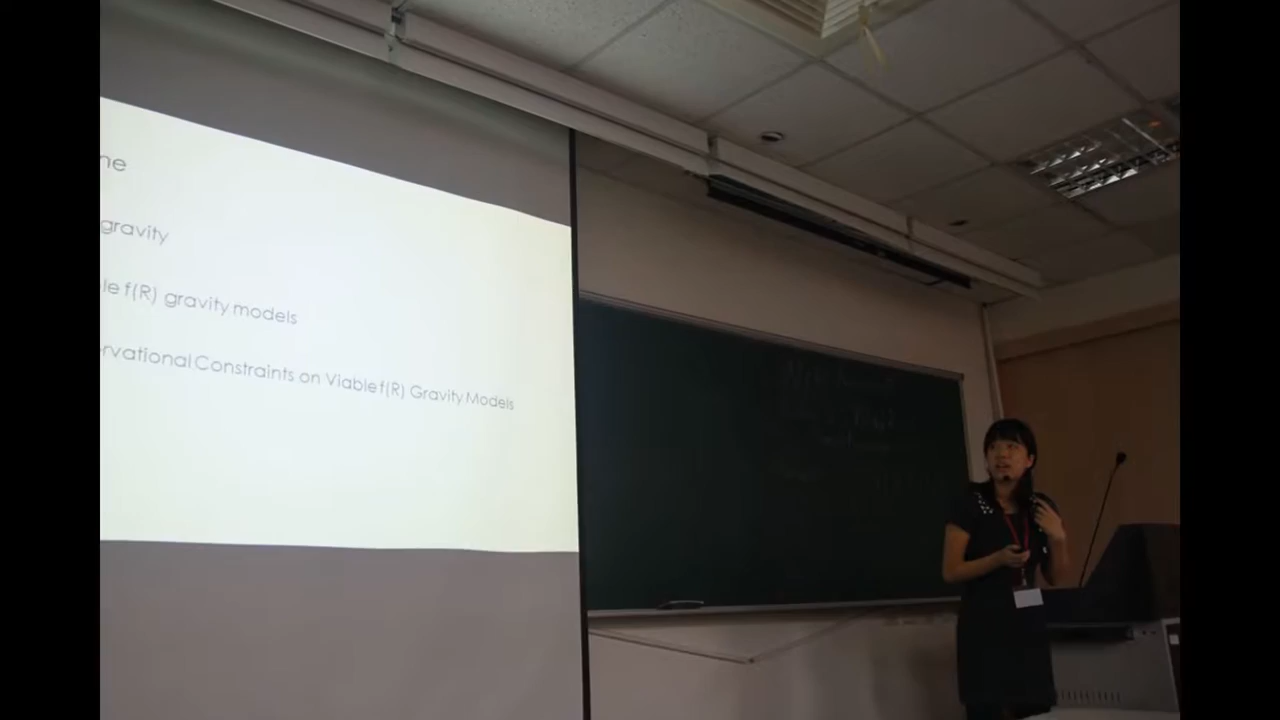 ne
gravity
le f(R) gravity models
rvational Constraints on Viable f(R) Gravity Models